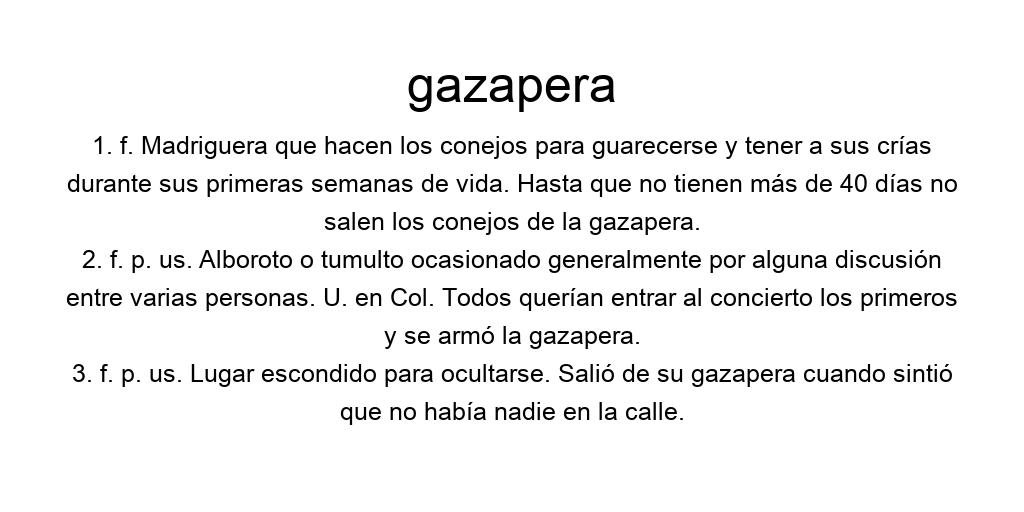 gazapera
1. f. Madriguera que hacen los conejos para guarecerse y tener a sus crías
durante sus primeras semanas de vida. Hasta que no tienen más de 40 días no
salen los conejos de la gazapera.
2. f. p. us. Alboroto o tumulto ocasionado generalmente por alguna discusión
entre varias personas. U. en Col. Todos querían entrar al concierto los primeros
y se armó la gazapera.
3. f. p. us. Lugar escondido para ocultarse. Salió de su gazapera cuando sintió
que no había nadie en la calle.